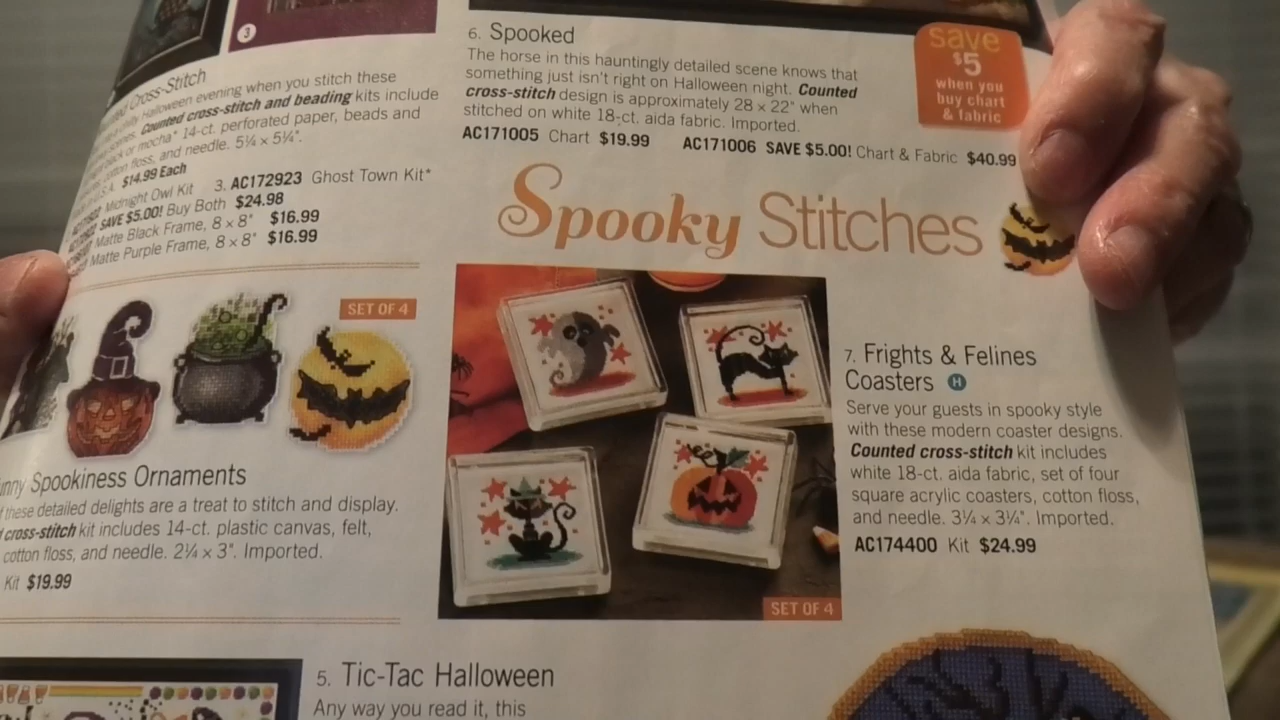 3
Cross-Stitch
Halloween evening when you stitch these
Counted cross-stitch and beading kits include
or mocha* 14-ct. perforated paper, beads and
floss, and needle. 5¼ x 5¼".
$14.99 Each
Midnight Owl Kit 3. AC172923 Ghost Town Kit*
SAVE $5.00! Buy Both $24.98
Matte Black Frame, 8 x 8" $16.99
Matte Purple Frame, 8 x 8" $16.99
SET OF 4
Spookiness Ornaments
these detailed delights are a treat to stitch and display.
cross-stitch kit includes 14-ct. plastic canvas, felt,
cotton floss, and needle. 2¼ x 3". Imported.
Kit $19.99
5. Tic-Tac Halloween
Any way you read it, this
6. Spooked
The horse in this hauntingly detailed scene knows that
something just isn't right on Halloween night. Counted
cross-stitch design is approximately 28 x 22" when
stitched on white 18-ct. aida fabric. Imported.
AC171005 Chart $19.99 AC171006 SAVE $5.00! Chart & Fabric $40.99
save
$5
when you
buy chart
& fabric
Spooky Stitches
SET OF 4
7. Frights & Felines
Coasters H
Serve your guests in spooky style
with these modern coaster designs.
Counted cross-stitch kit includes
white 18-ct. aida fabric, set of four
square acrylic coasters, cotton floss,
and needle. 3¼ x 3¼". Imported.
AC174400 Kit $24.99